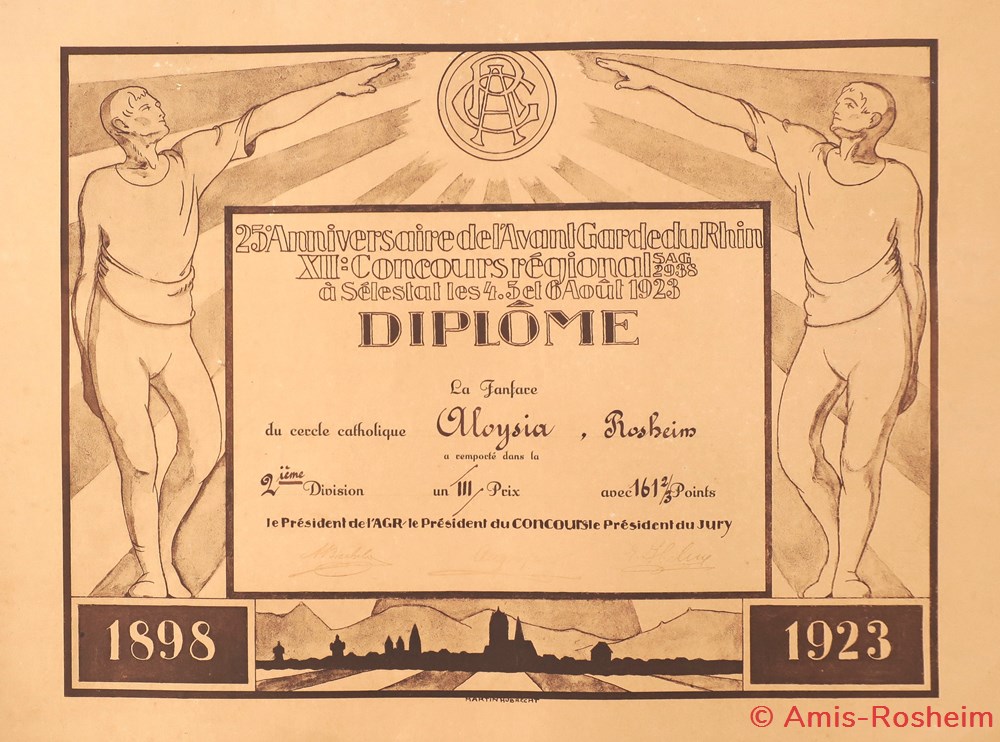 25e Anniversaire de l'Avant Garde du Rhin
XIII: Concours régional SAG 2938
à Sélestat les 4. 5 et 6 Août 1923
DIPLÔME
La Fanfare
du cercle catholique Aloysia, Rosheim
a remporté dans la
2ième Division un III Prix avec 161 2/3 Points
le Président de l'AGR le Président du CONCOURS le Président du Jury
1898
1923
MARTIN HUBRECHT
© Amis-Rosheim